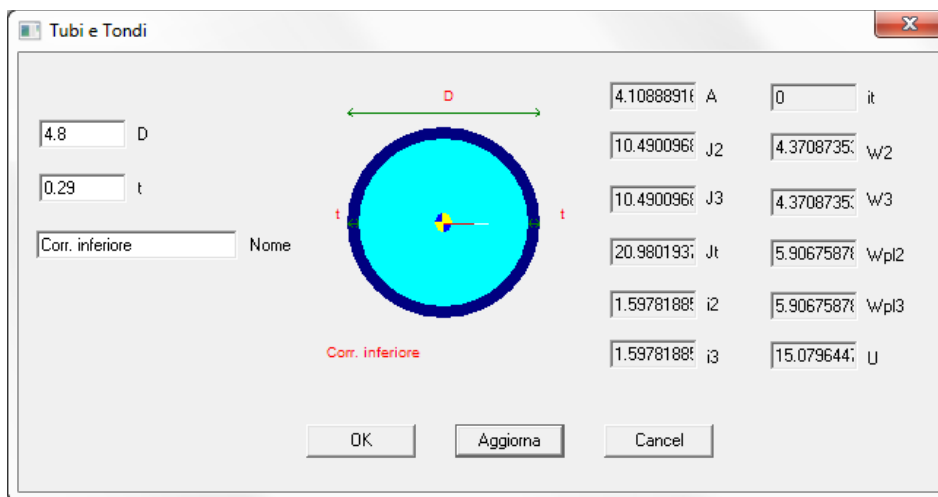 Tubi e Tondi
4.8 D
0.29 t
Corr. inferiore Nome
D
t t
Corr. inferiore
4.10888916 A
10.4900968 J2
10.4900968 J3
20.9801937 Jt
1.59781885 i2
1.59781885 i3
0 it
4.37087353 W2
4.37087353 W3
5.90675878 Wpl2
5.90675878 Wpl3
15.0796447 U
OK Aggiorna Cancel